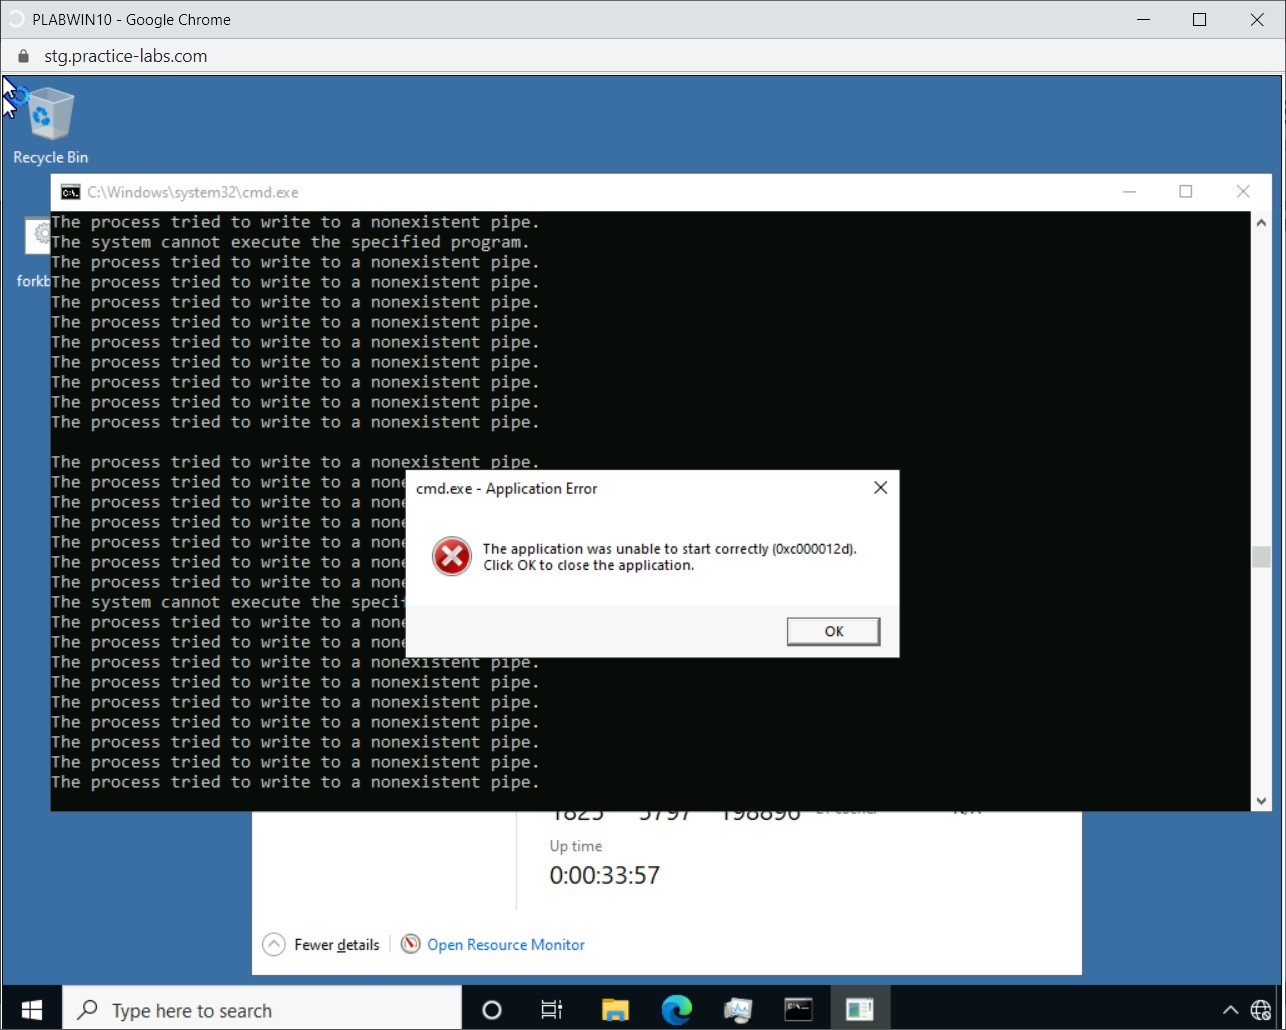 PLABWIN10 - Google Chrome
stg.practice-labs.com
Recycle Bin
C:\Windows\system32\cmd.exe
The process tried to write to a nonexistent pipe.
The system cannot execute the specified program.
The process tried to write to a nonexistent pipe.
forkb The process tried to write to a nonexistent pipe.
The process tried to write to a nonexistent pipe.
The process tried to write to a nonexistent pipe.
The process tried to write to a nonexistent pipe.
The process tried to write to a nonexistent pipe.
The process tried to write to a nonexistent pipe.
The process tried to write to a nonexistent pipe.
The process tried to write to a nonexistent pipe.
The process tried to write to a nonexistent pipe.
The process tried to write to a none
The process tried to write to a none
The process tried to write to a none
The process tried to write to a none
The process tried to write to a none
The process tried to write to a none
The system cannot execute the specif
The process tried to write to a none
The process tried to write to a none
The process tried to write to a nonexistent pipe.
The process tried to write to a nonexistent pipe.
The process tried to write to a nonexistent pipe.
The process tried to write to a nonexistent pipe.
The process tried to write to a nonexistent pipe.
The process tried to write to a nonexistent pipe.
The process tried to write to a nonexistent pipe.
cmd.exe - Application Error
The application was unable to start correctly (0xc000012d).
Click OK to close the application.
OK
1825 5797 198896
Up time
0:00:33:57
Fewer details
Open Resource Monitor
Type here to search